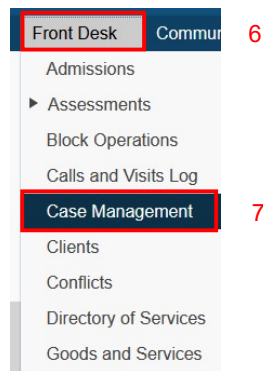 Front Desk Commur 6
Admissions
Assessments
Block Operations
Calls and Visits Log
Case Management 7
Clients
Conflicts
Directory of Services
Goods and Services